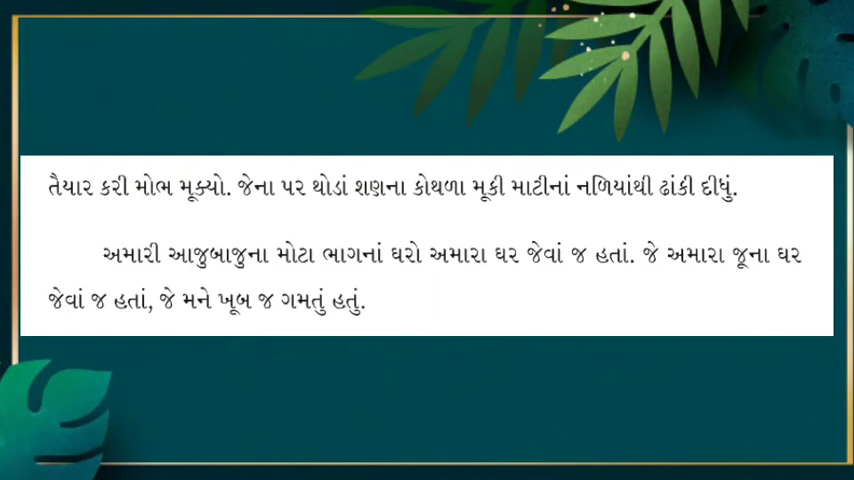 તૈયાર કરી મોભ મૂક્યો. જેના પર થોડાં શણના કોથળા મૂકી માટીનાં નળિયાંથી ઢાંકી દીધું.
અમારી આજુબાજુના મોટા ભાગનાં ઘરો અમારા ઘર જેવાં જ હતાં. જે અમારા જૂના ઘર
જેવાં જ હતાં, જે મને ખૂબ જ ગમતું હતું.